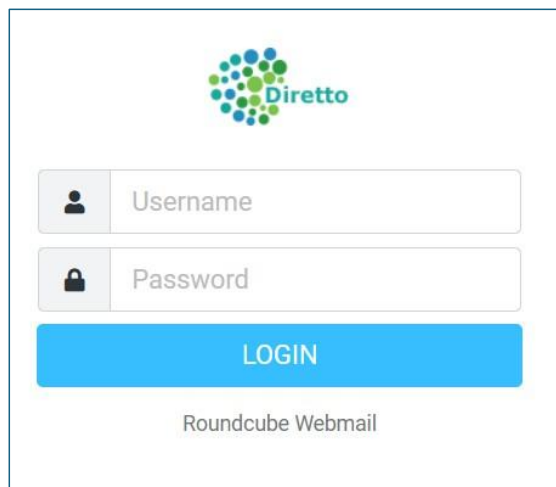 Diretto
Username
Password
LOGIN
Roundcube Webmail